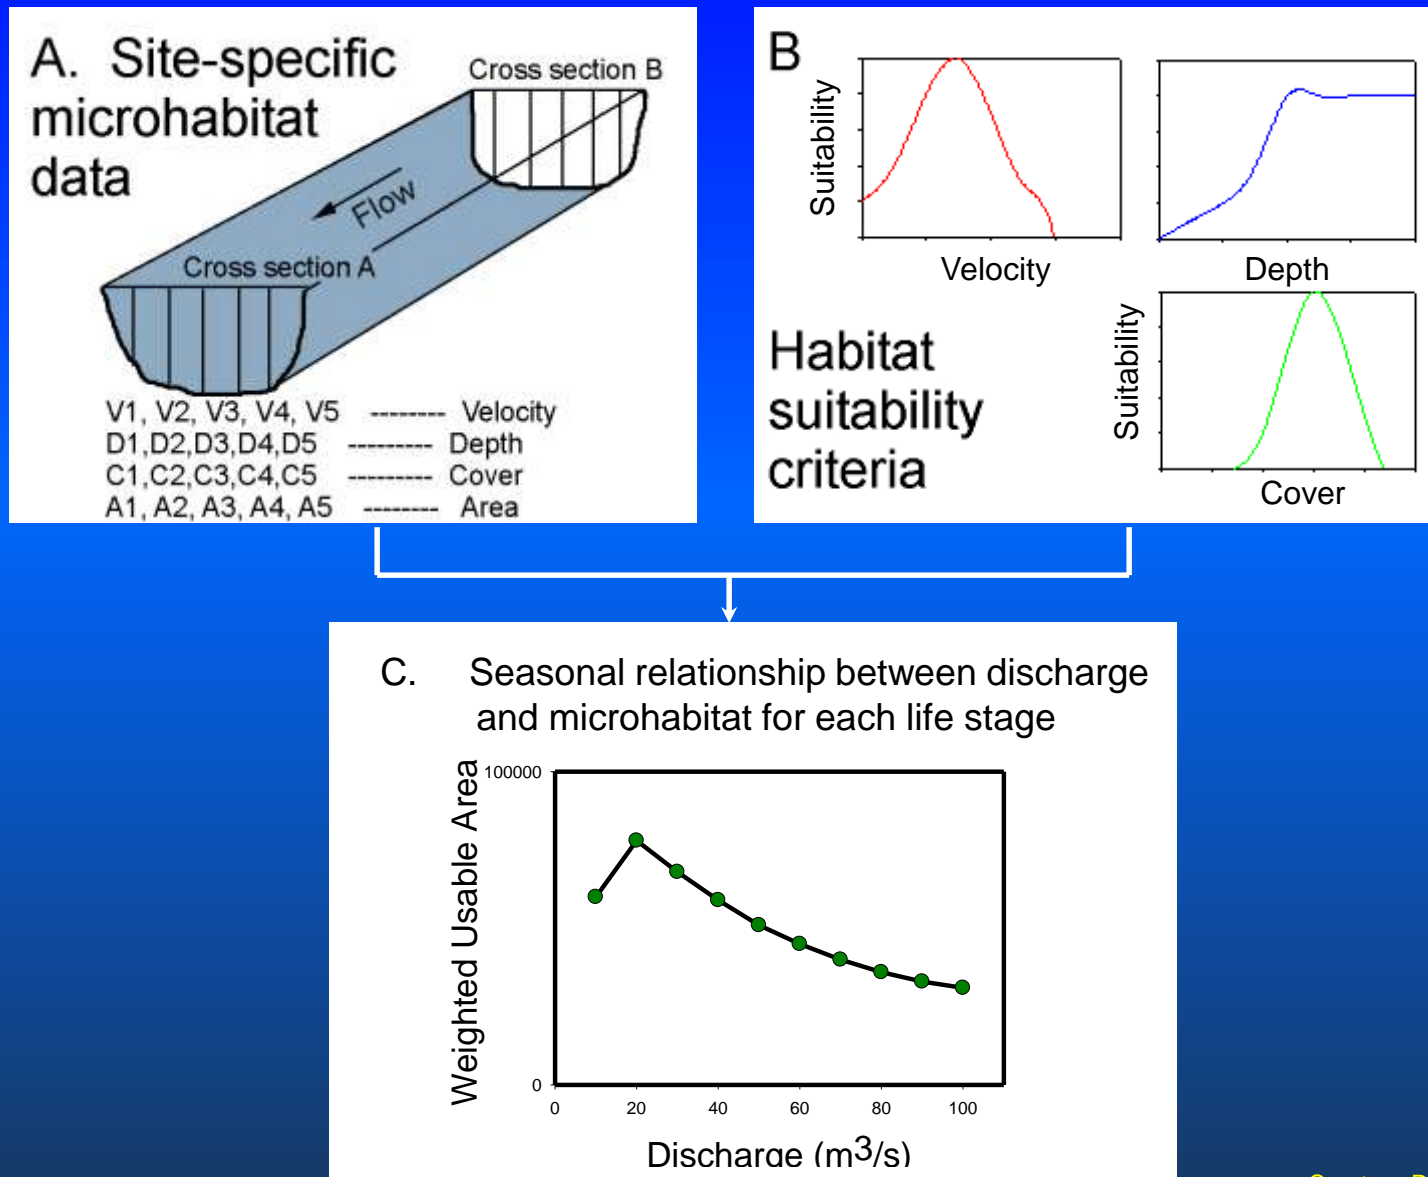 A. Site-specific
microhabitat
data
Cross section B
Flow
Cross section A
V1, V2, V3, V4, V5 -------- Velocity
D1,D2,D3,D4,D5 --------- Depth
C1,C2,C3,C4,C5 --------- Cover
A1, A2, A3, A4, A5 -------- Area
B
Suitability
Velocity
Depth
Suitability
Cover
Habitat
suitability
criteria
C. Seasonal relationship between discharge
and microhabitat for each life stage
Weighted Usable Area
100000
0
0 20 40 60 80 100
Discharge (m3/s)